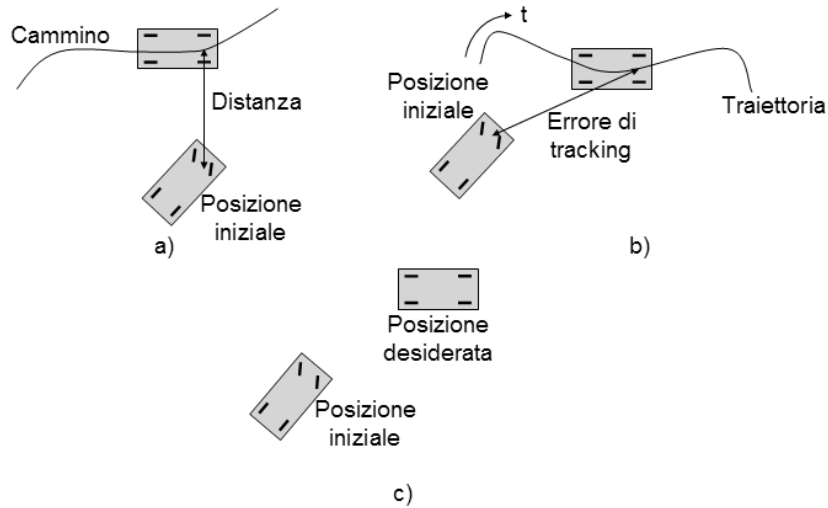 Cammino
Distanza
Posizione
iniziale
a)
t
Posizione
iniziale
Errore di
tracking
Traiettoria
b)
Posizione
desiderata
Posizione
iniziale
c)